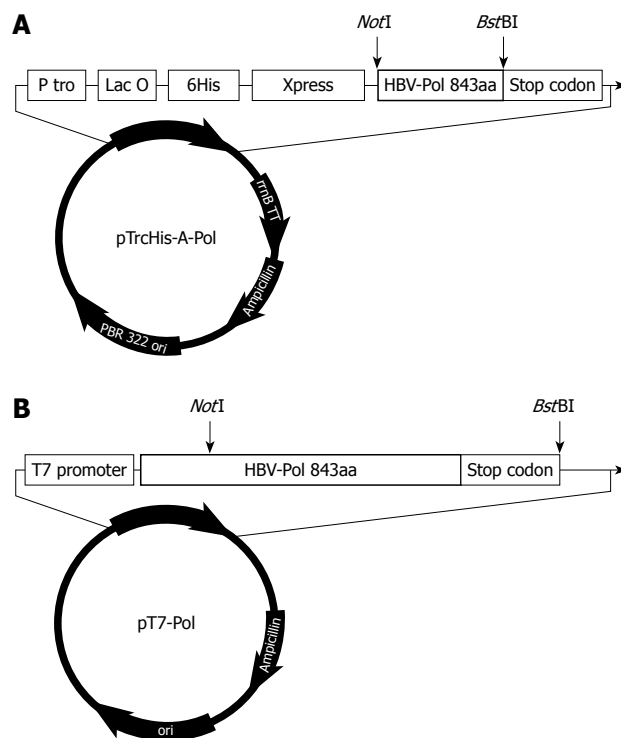 A
NotI
BstBI
P tro
Lac O
6His
Xpress
HBV-Pol 843aa
Stop codon
rrnB TT
pTrcHis-A-Pol
Ampicillin
PBR 322 ori
B
NotI
BstBI
T7 promoter
HBV-Pol 843aa
Stop codon
pT7-Pol
Ampicillin
ori